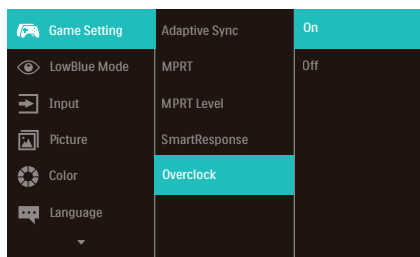 Game Setting
LowBlue Mode
Input
Picture
Color
Language
Adaptive Sync
MPRT
MPRT Level
SmartResponse
Overclock
On
Off